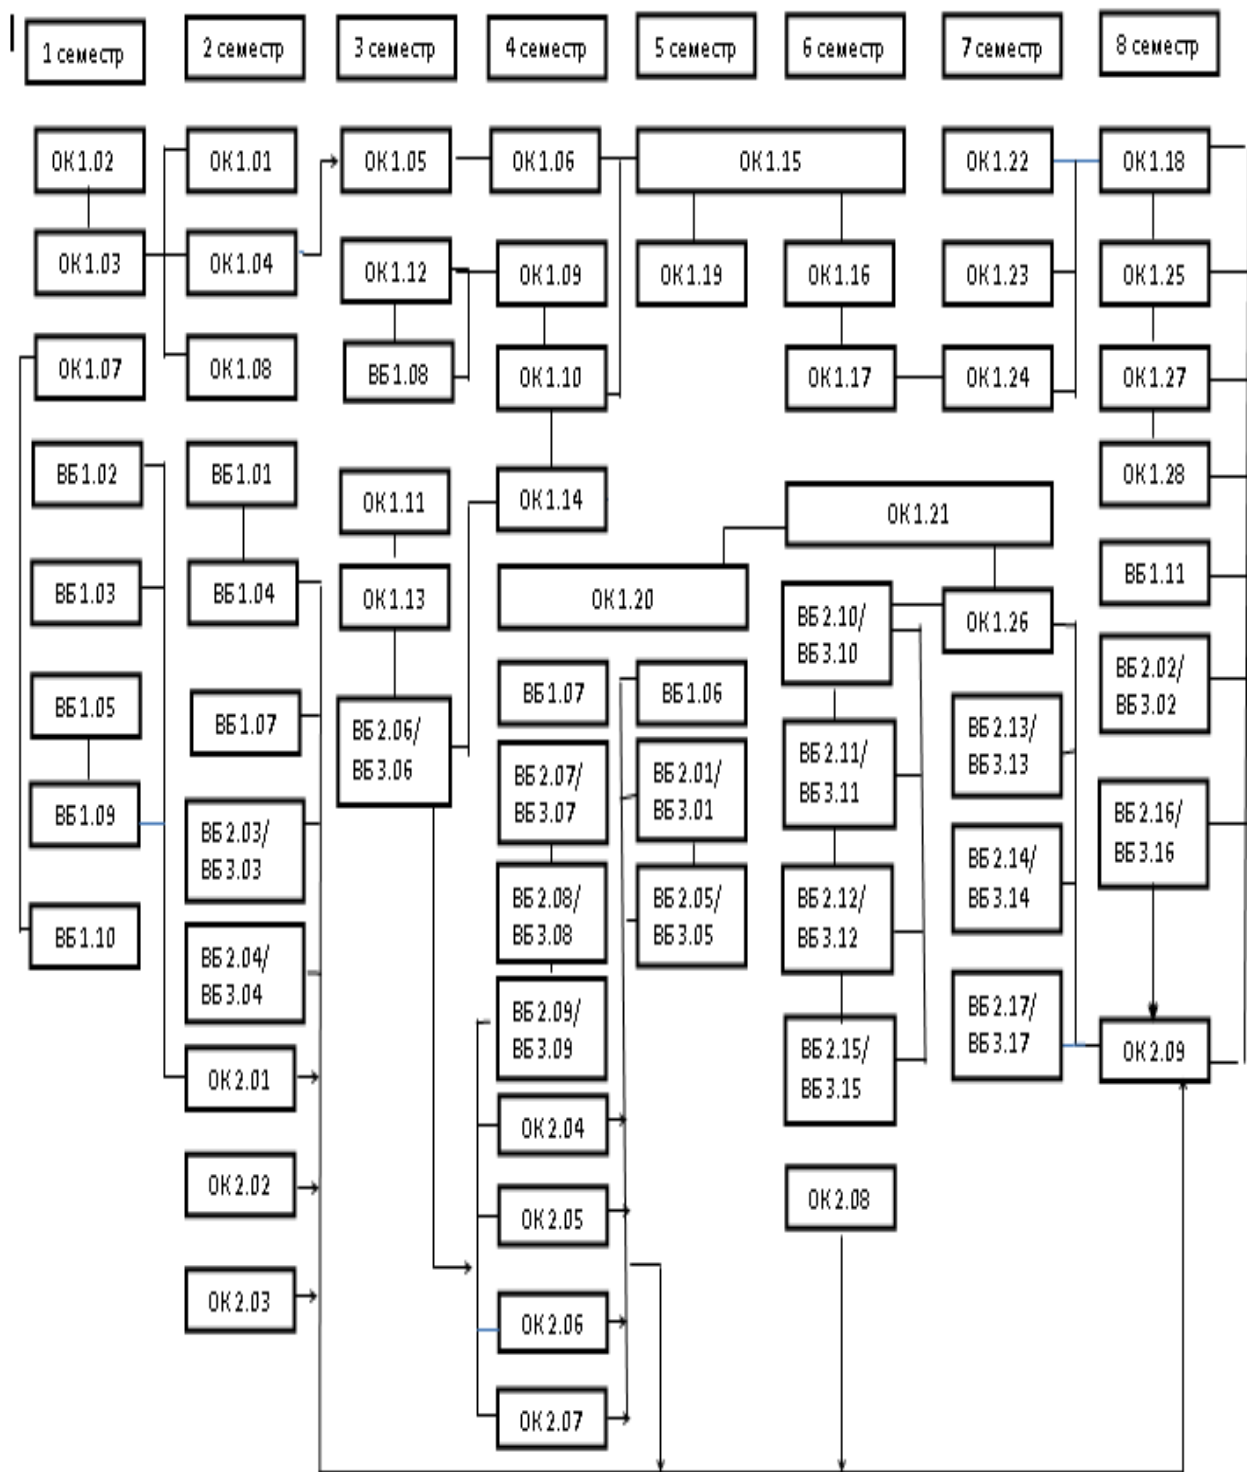 1 семестр
2 семестр
3 семестр
4 семестр
5 семестр
6 семестр
7 семестр
8 семестр
ОК 1.02
ОК 1.03
ОК 1.07
ВБ 1.02
ВБ 1.03
ВБ 1.05
ВБ 1.09
ВБ 1.10
ОК 1.01
ОК 1.04
ОК 1.08
ВБ 1.01
ВБ 1.04
ВБ 1.07
ВБ 2.03/
ВБ 3.03
ВБ 2.04/
ВБ 3.04
ОК 2.01
ОК 2.02
ОК 2.03
ОК 1.05
ОК 1.12
ВБ 1.08
ОК 1.11
ОК 1.13
ВБ 2.06/
ВБ 3.06
ОК 1.06
ОК 1.09
ОК 1.10
ОК 1.14
ОК 1.20
ВБ 1.07
ВБ 2.07/
ВБ 3.07
ВБ 2.08/
ВБ 3.08
ВБ 2.09/
ВБ 3.09
ОК 2.04
ОК 2.05
ОК 2.06
ОК 2.07
ОК 1.15
ОК 1.19
ВБ 1.06
ВБ 2.01/
ВБ 3.01
ВБ 2.05/
ВБ 3.05
ОК 1.16
ОК 1.17
ОК 1.21
ВБ 2.10/
ВБ 3.10
ВБ 2.11/
ВБ 3.11
ВБ 2.12/
ВБ 3.12
ВБ 2.15/
ВБ 3.15
ОК 2.08
ОК 1.22
ОК 1.23
ОК 1.24
ОК 1.26
ВБ 2.13/
ВБ 3.13
ВБ 2.14/
ВБ 3.14
ВБ 2.17/
ВБ 3.17
ОК 1.18
ОК 1.25
ОК 1.27
ОК 1.28
ВБ 1.11
ВБ 2.02/
ВБ 3.02
ВБ 2.16/
ВБ 3.16
ОК 2.09